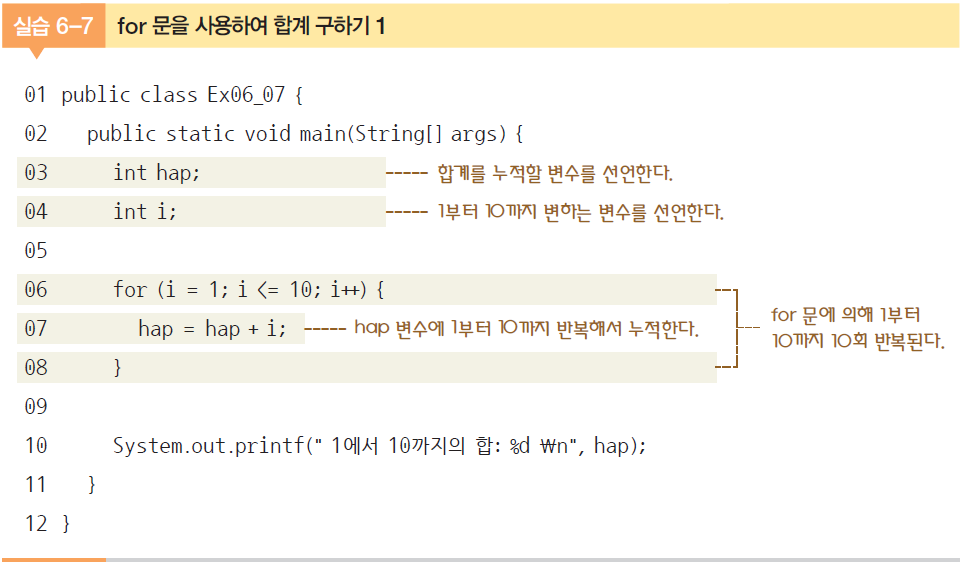 실습 6-7 for 문을 사용하여 합계 구하기 1
01 public class Ex06_07 {
02 public static void main(String[] args) {
03 int hap; 합계를 누적할 변수를 선언한다.
04 int i; 1부터 10까지 변하는 변수를 선언한다.
05
06 for (i = 1; i <= 10; i++) {
07 hap = hap + i; hap 변수에 1부터 10까지 반복해서 누적한다.
for 문에 의해 1부터
10까지 10회 반복된다.
08 }
09
10 System.out.printf(" 1에서 10까지의 합: %d ₩n", hap);
11 }
12 }